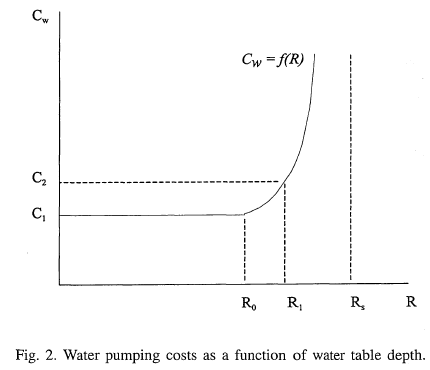 C_w
C_W = f(R)
C_2
C_1
R_0 R_1 R_s R
Fig. 2. Water pumping costs as a function of water table depth.